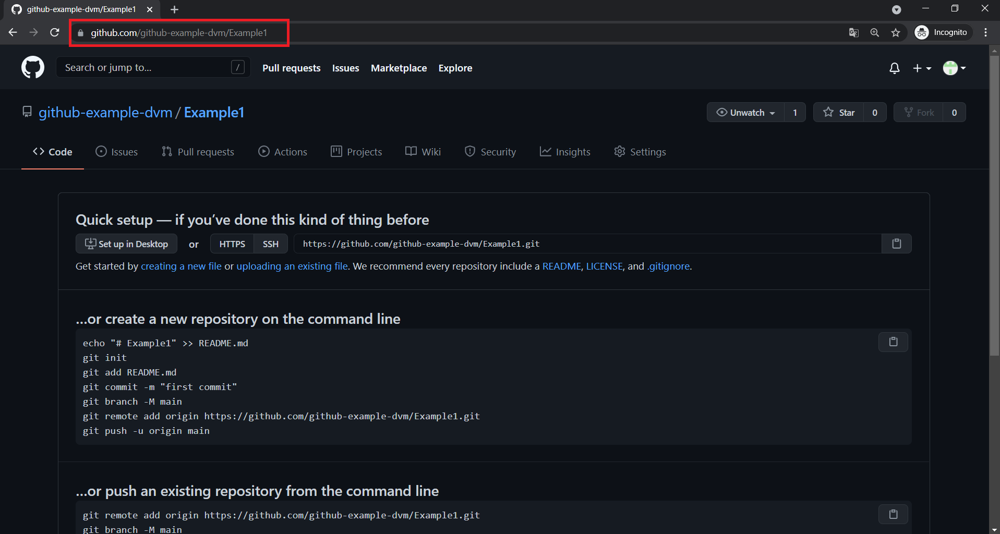 github-example-dvm/Example1
github.com/github-example-dvm/Example1
Incognito
Search or jump to...
/
Pull requests
Issues
Marketplace
Explore
github-example-dvm / Example1
Unwatch 1
Star 0
Fork 0
Code
Issues
Pull requests
Actions
Projects
Wiki
Security
Insights
Settings
Quick setup — if you’ve done this kind of thing before
Set up in Desktop or HTTPS SSH https://github.com/github-example-dvm/Example1.git
Get started by creating a new file or uploading an existing file. We recommend every repository include a README, LICENSE, and .gitignore.
…or create a new repository on the command line
echo "# Example1" >> README.md
git init
git add README.md
git commit -m "first commit"
git branch -M main
git remote add origin https://github.com/github-example-dvm/Example1.git
git push -u origin main
…or push an existing repository from the command line
git remote add origin https://github.com/github-example-dvm/Example1.git
git branch -M main